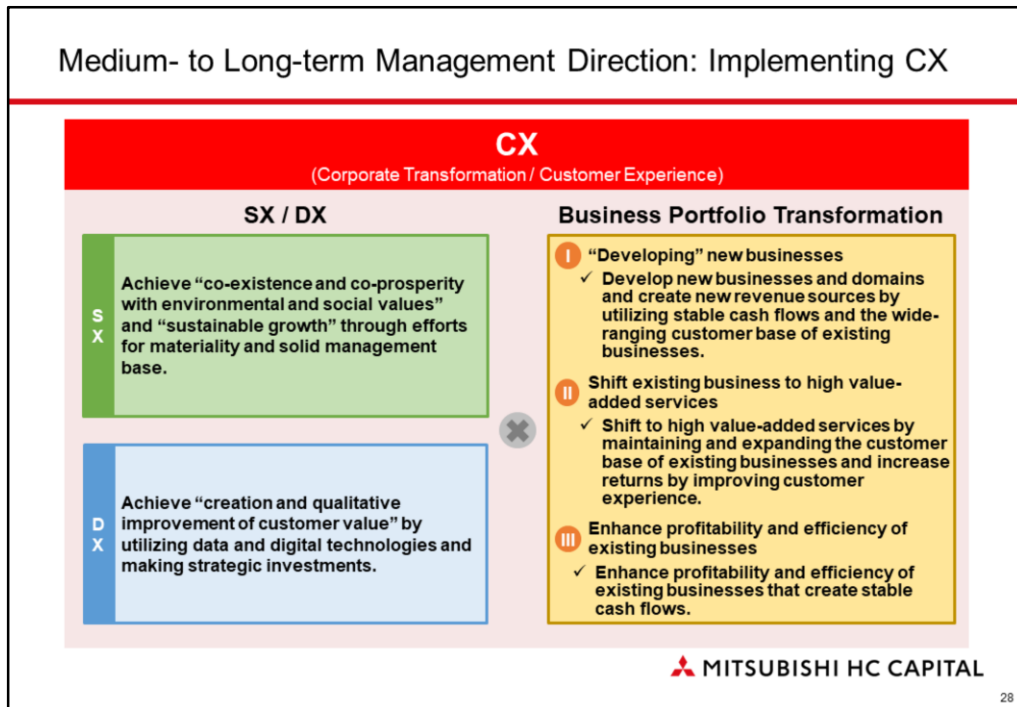 Medium- to Long-term Management Direction: Implementing CX
CX
(Corporate Transformation / Customer Experience)
SX / DX
S
X
Achieve “co-existence and co-prosperity
with environmental and social values”
and “sustainable growth” through efforts
for materiality and solid management
base.
D
X
Achieve “creation and qualitative
improvement of customer value” by
utilizing data and digital technologies and
making strategic investments.
Business Portfolio Transformation
I “Developing” new businesses
✓ Develop new businesses and domains
and create new revenue sources by
utilizing stable cash flows and the wide-
ranging customer base of existing
businesses.
II Shift existing business to high value-
added services
✓ Shift to high value-added services by
maintaining and expanding the customer
base of existing businesses and increase
returns by improving customer
experience.
III Enhance profitability and efficiency of
existing businesses
✓ Enhance profitability and efficiency of
existing businesses that create stable
cash flows.
MITSUBISHI HC CAPITAL
28